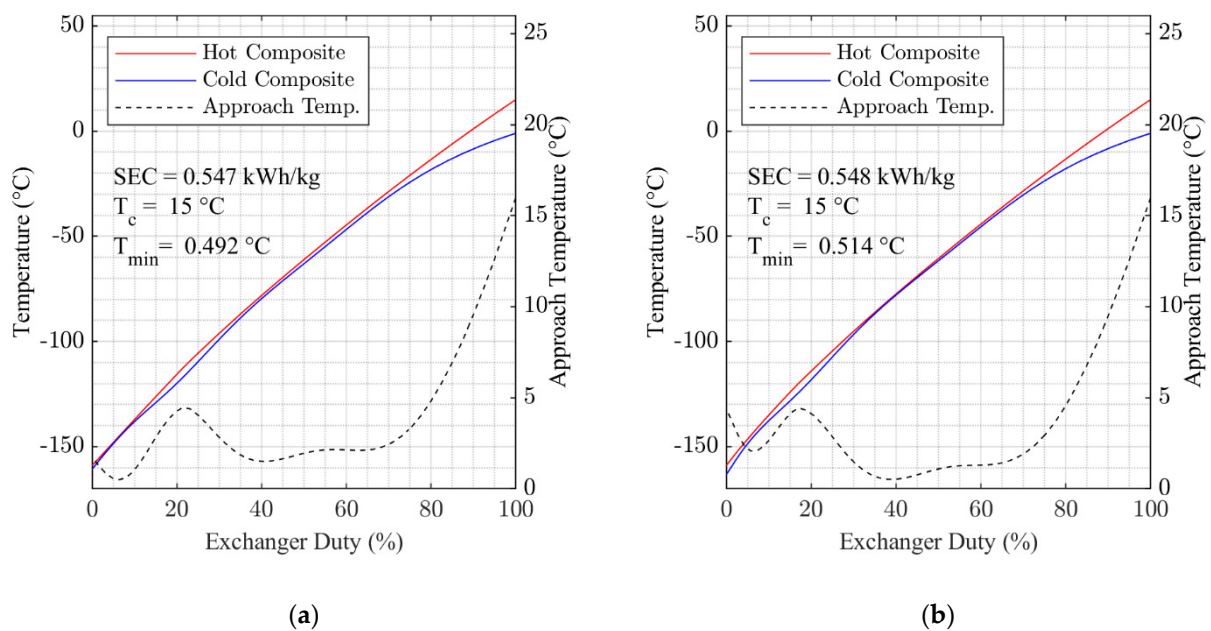 50
0
-50
-100
-150
Temperature (°C)
Hot Composite
Cold Composite
Approach Temp.
SEC = 0.547 kWh/kg
T_c = 15 °C
T_min = 0.492 °C
25
20
15
10
5
0
Approach Temperature (°C)
0 20 40 60 80 100
Exchanger Duty (%)
(a)
50
0
-50
-100
-150
Temperature (°C)
Hot Composite
Cold Composite
Approach Temp.
SEC = 0.548 kWh/kg
T_c = 15 °C
T_min = 0.514 °C
25
20
15
10
5
0
Approach Temperature (°C)
0 20 40 60 80 100
Exchanger Duty (%)
(b)